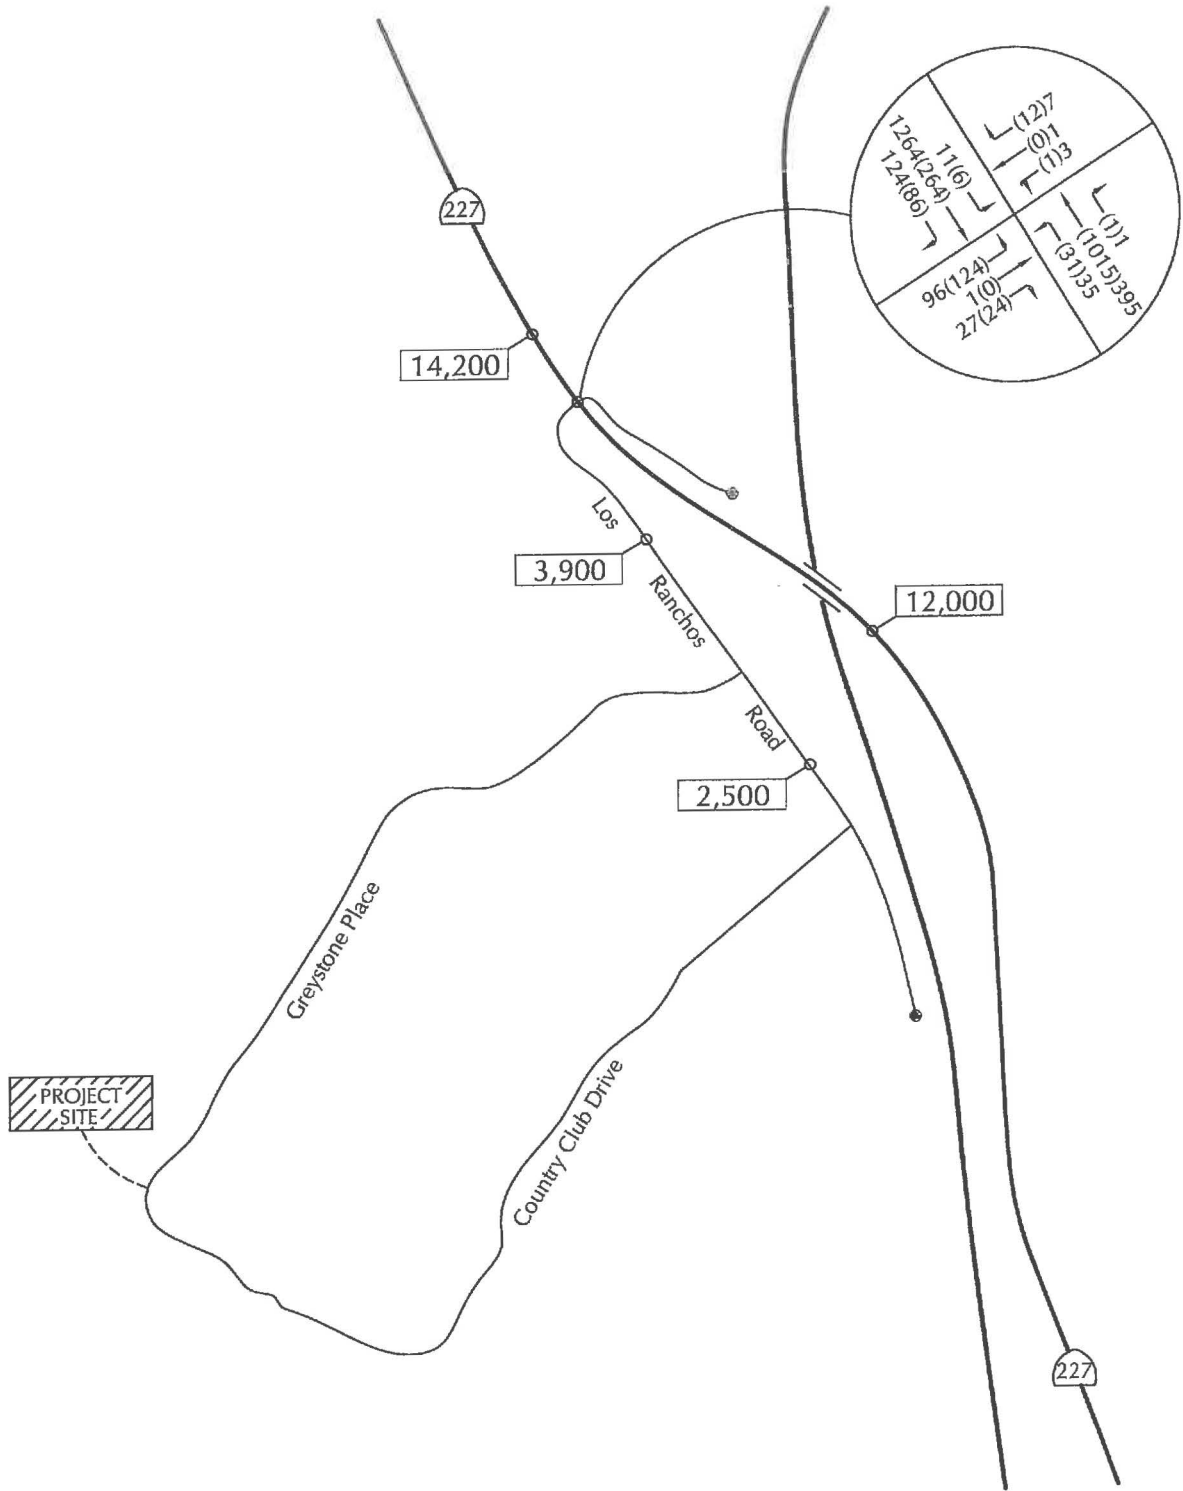 (12)7
(0)1
(1)3
11(6)
1264(264)
124(86)
(1)1
(1015)395
(31)35
96(124)
1(0)
27(24)
227
14,200
Los
3,900
Ranchos
12,000
Road
2,500
Greystone Place
Country Club Drive
PROJECT
SITE
227